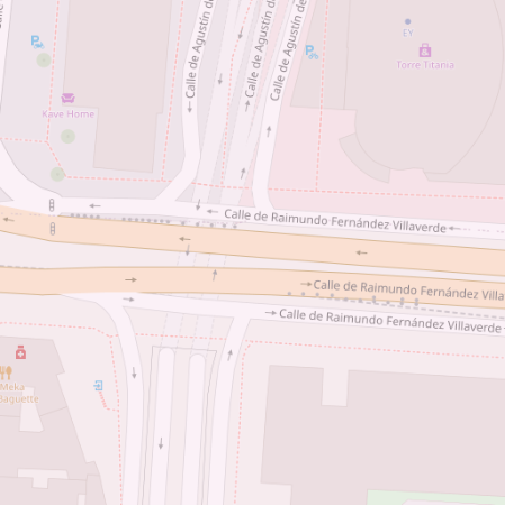 Calle de Agustín de
Calle de Agustín de
Calle de Agustín de
EX
Torre Titania
Kave Home
Calle de Raimundo Fernández Villaverde
Calle de Raimundo Fernández Villa
Calle de Raimundo Fernández Villaverde
Meka
Baguette